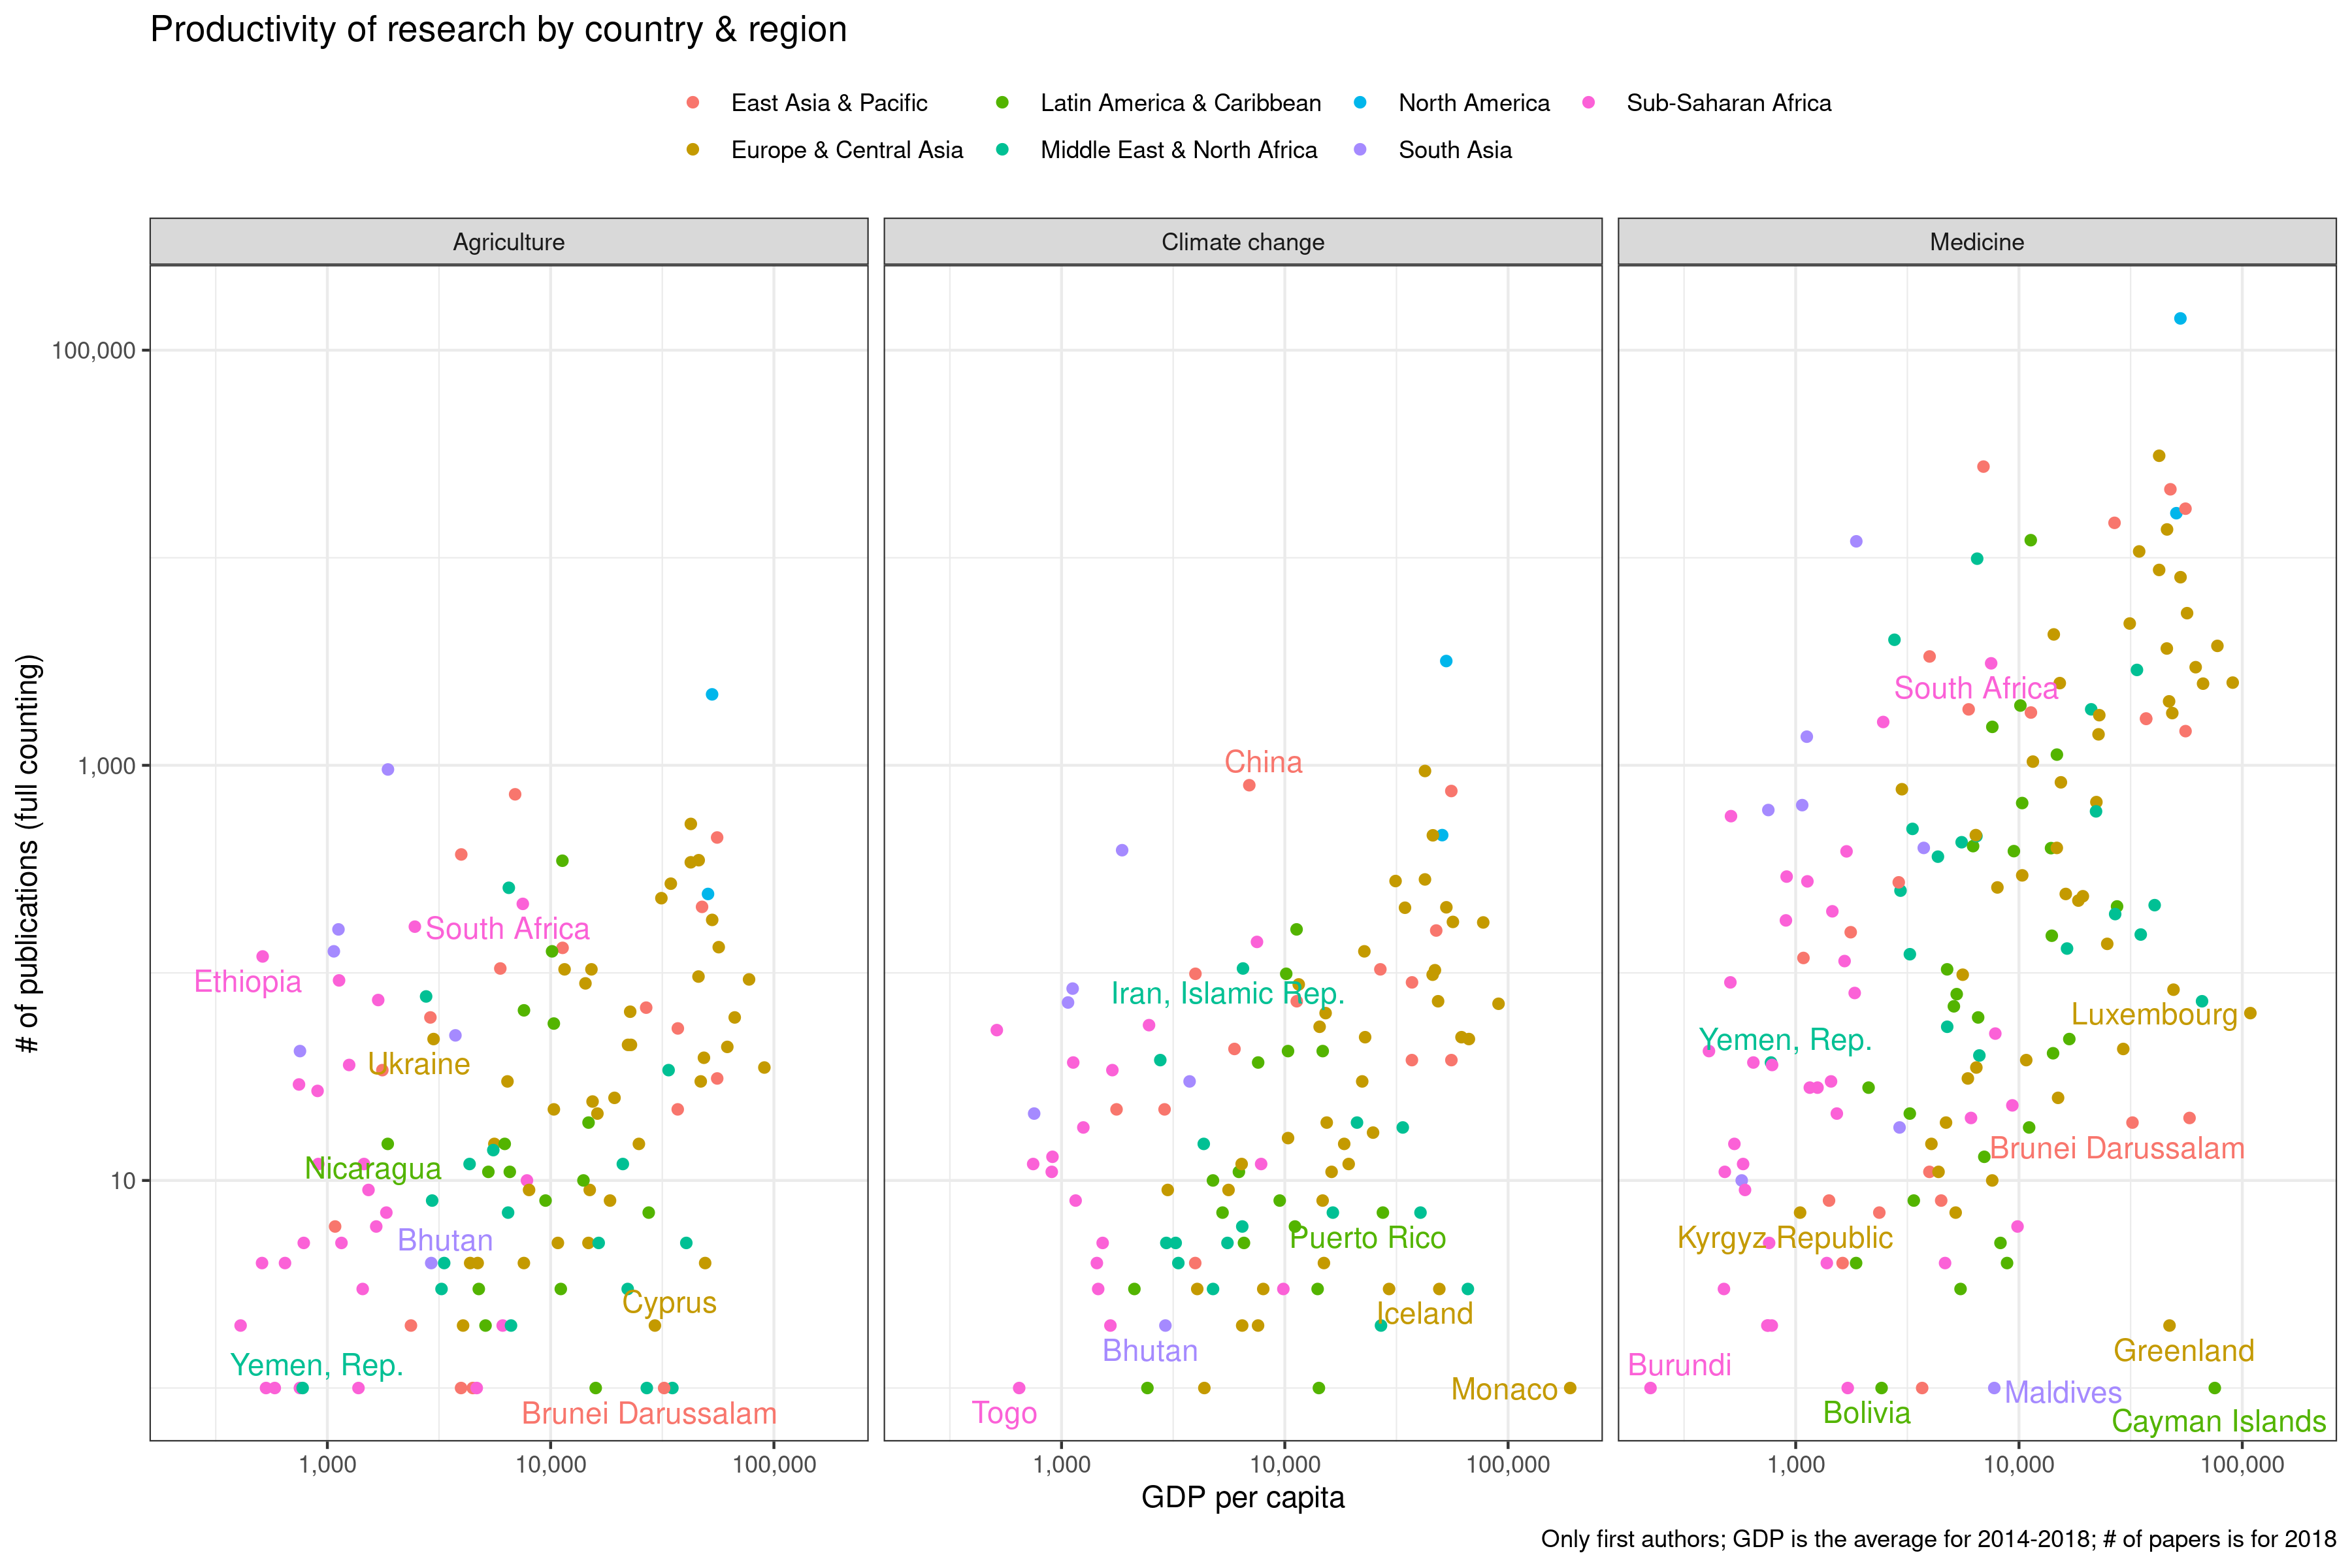 Productivity of research by country & region
East Asia & Pacific
Latin America & Caribbean
North America
Sub-Saharan Africa
Europe & Central Asia
Middle East & North Africa
South Asia
Agriculture
Climate change
Medicine
# of publications (full counting)
100,000
1,000
10
South Africa
Ethiopia
Ukraine
Nicaragua
Bhutan
Cyprus
Yemen, Rep.
Brunei Darussalam
China
Iran, Islamic Rep.
Puerto Rico
Iceland
Bhutan
Monaco
Togo
South Africa
Luxembourg
Yemen, Rep.
Brunei Darussalam
Kyrgyz Republic
Greenland
Burundi
Maldives
Bolivia
Cayman Islands
1,000
10,000
100,000
1,000
10,000
100,000
1,000
10,000
100,000
GDP per capita
Only first authors; GDP is the average for 2014-2018; # of papers is for 2018